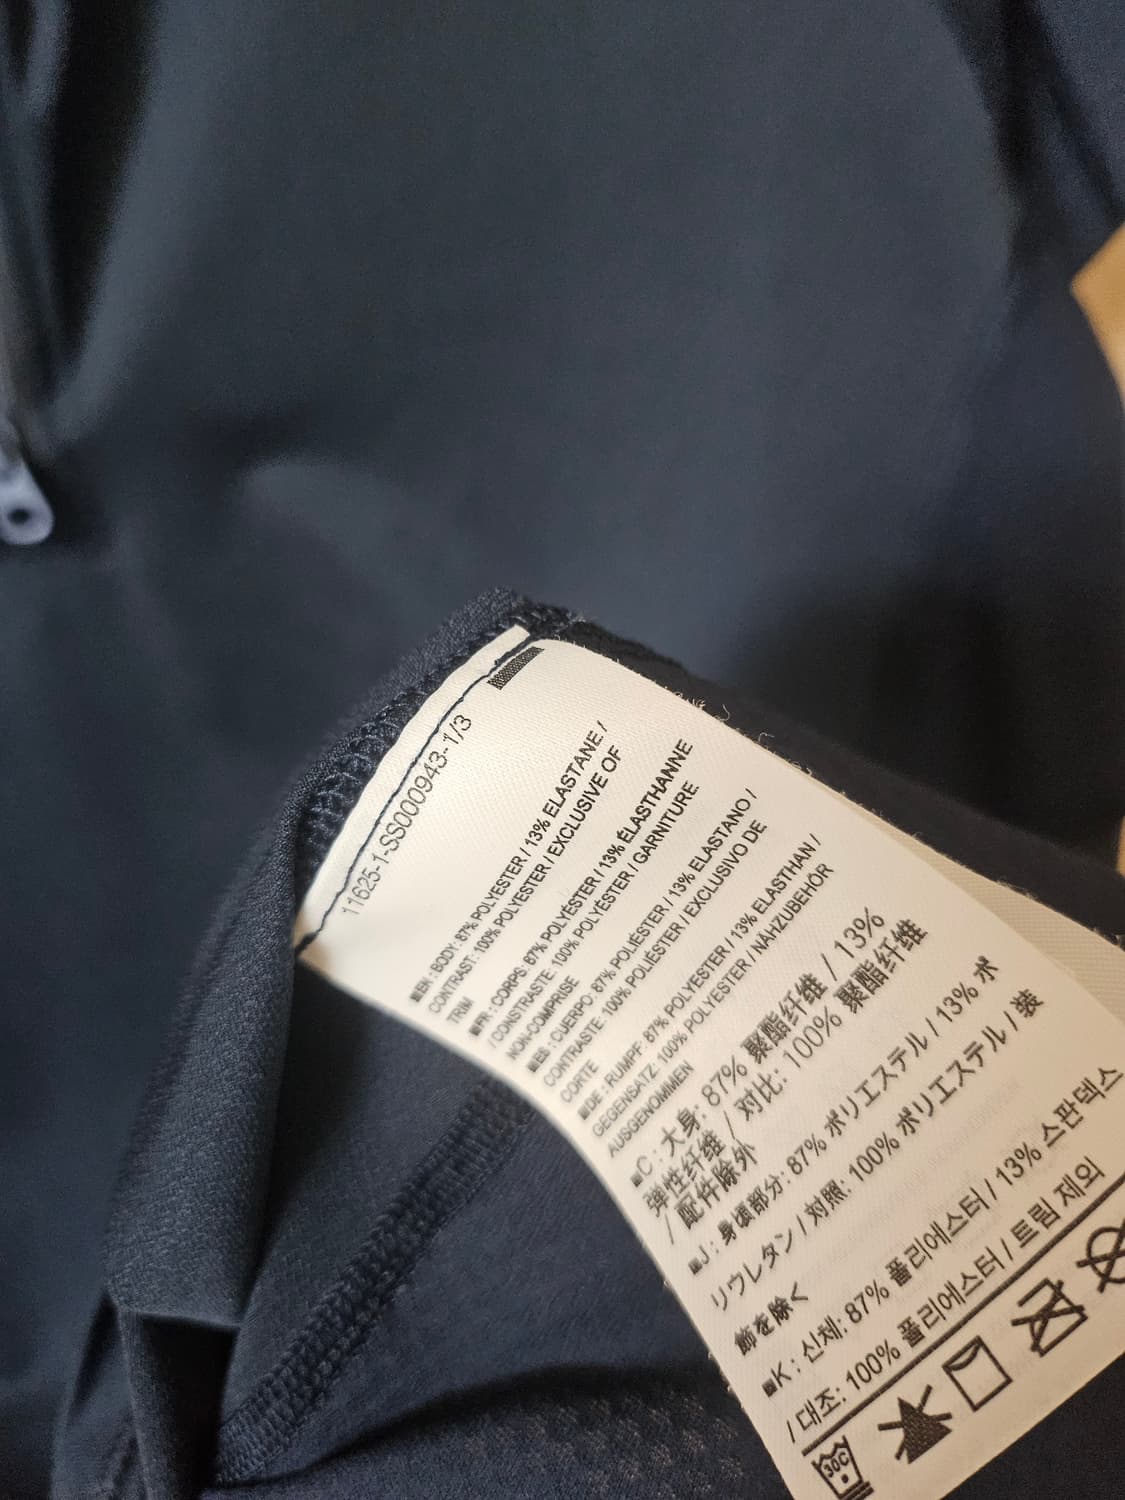 11625-1-SS000943-1/3
■EN : BODY: 87% POLYESTER / 13% ELASTANE /
CONTRAST: 100% POLYESTER / EXCLUSIVE OF
TRIM
■FR : CORPS: 87% POLYÉSTER / 13% ÉLASTHANNE
/ CONSTRASTE: 100% POLYÉSTER / GARNITURE
NON-COMPRISE
■ES : CUERPO: 87% POLIÉSTER / 13% ELASTANO /
CONTRASTE: 100% POLIÉSTER / EXCLUSIVO DE
CORTE
■DE : RUMPF: 87% POLYESTER / 13% ELASTHAN /
GEGENSATZ: 100% POLYESTER / NÄHZUBEHÖR
AUSGENOMMEN
■C : 大身: 87% 聚酯纤维 / 13%
弹性纤维 / 对比: 100% 聚酯纤维
/ 配件除外
■J : 身頃部分: 87% ポリエステル / 13% ポ
リウレタン / 対照: 100% ポリエステル / 装
飾を除く
■K : 신체: 87% 폴리에스터 / 13% 스판덱스
/ 대조: 100% 폴리에스터 / 트림 제외
30C